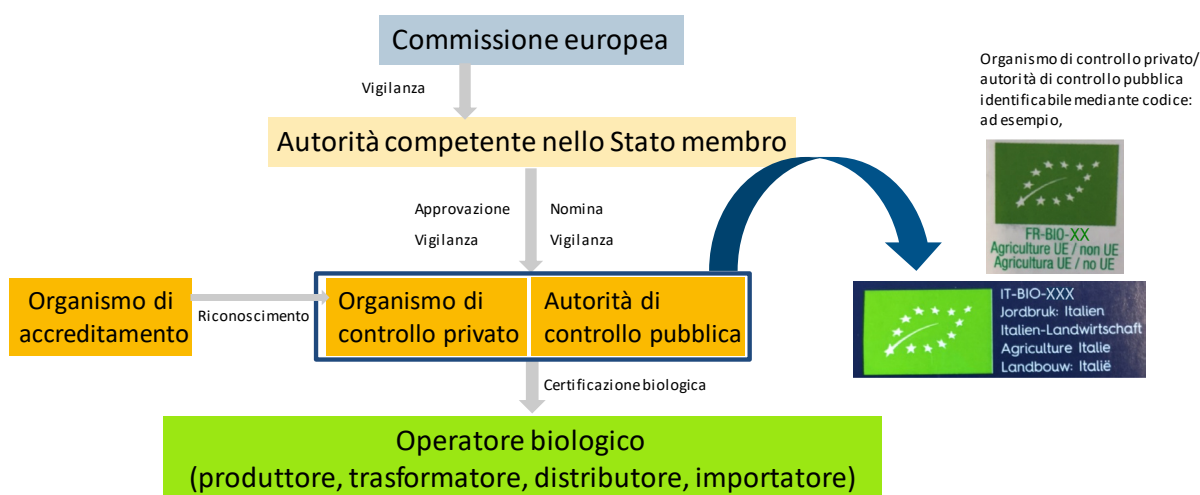 Commissione europea
Organismo di controllo privato/
autorità di controllo pubblica
identificabile mediante codice:
ad esempio,
Vigilanza
Autorità competente nello Stato membro
Approvazione
Vigilanza
Nomina
Vigilanza
FR-BIO-XX
Agriculture UE / non UE
Agricultura UE / no UE
Organismo di
accreditamento
Riconoscimento
Organismo di
controllo privato
Autorità di
controllo pubblica
IT-BIO-XXX
Jordbruk: Italien
Italien-Landwirtschaft
Agriculture Italie
Landbouw: Italië
Certificazione biologica
Operatore biologico
(produttore, trasformatore, distributore, importatore)